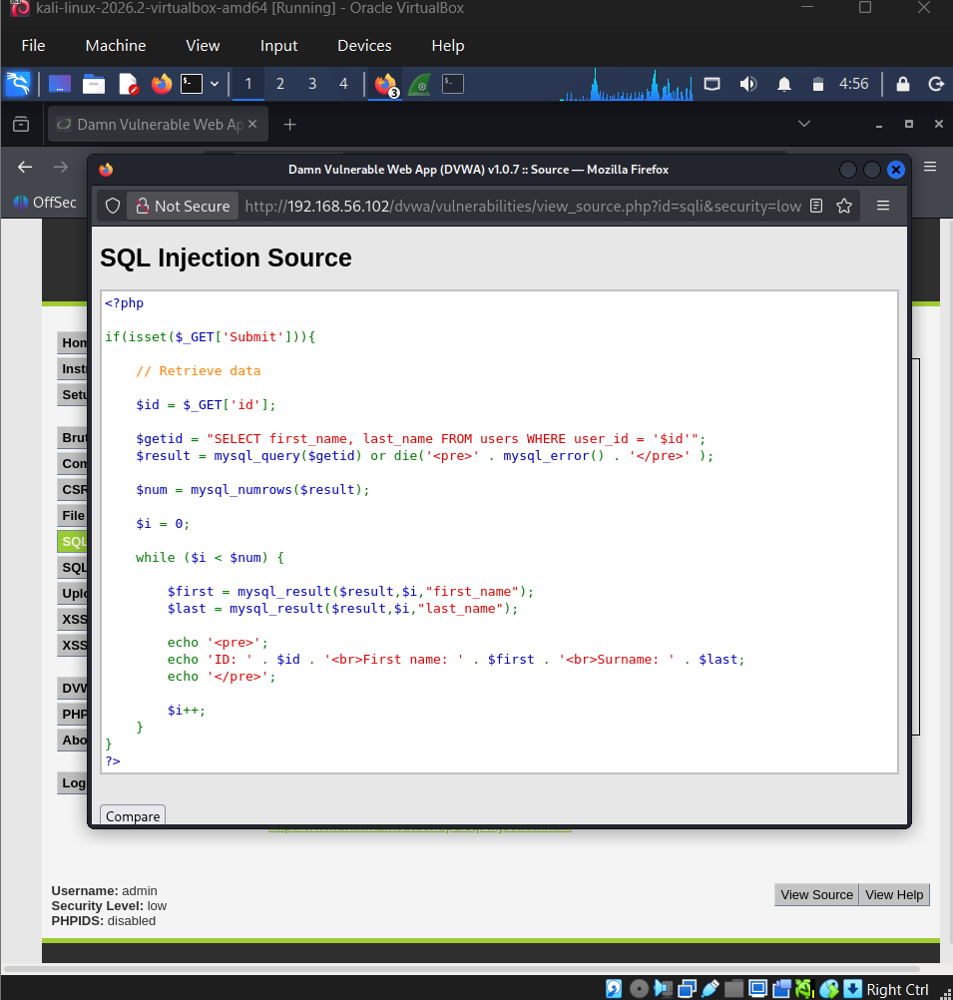 kali-linux-2026.2-virtualbox-amd64 [Running] - Oracle VirtualBox
File Machine View Input Devices Help
1 2 3 4 3 4:56
Damn Vulnerable Web Ap
OffSec
Damn Vulnerable Web App (DVWA) v1.0.7 :: Source — Mozilla Firefox
Not Secure http://192.168.56.102/dvwa/vulnerabilities/view_source.php?id=sqli&security=low
SQL Injection Source
<?php
if(isset($_GET['Submit'])){
// Retrieve data
$id = $_GET['id'];
$getid = "SELECT first_name, last_name FROM users WHERE user_id = '$id'";
$result = mysql_query($getid) or die('<pre>' . mysql_error() . '</pre>' );
$num = mysql_numrows($result);
$i = 0;
while ($i < $num) {
$first = mysql_result($result,$i,"first_name");
$last = mysql_result($result,$i,"last_name");
echo '<pre>';
echo 'ID: ' . $id . '<br>First name: ' . $first . '<br>Surname: ' . $last;
echo '</pre>';
$i++;
}
}
?>
Compare
Hom
Inst
Setu
Brut
Com
CSR
File
SQL
SQL
Uplo
XSS
XSS
DVW
PHP
Abo
Log
Username: admin
Security Level: low
PHPIDS: disabled
View Source View Help
Right Ctrl